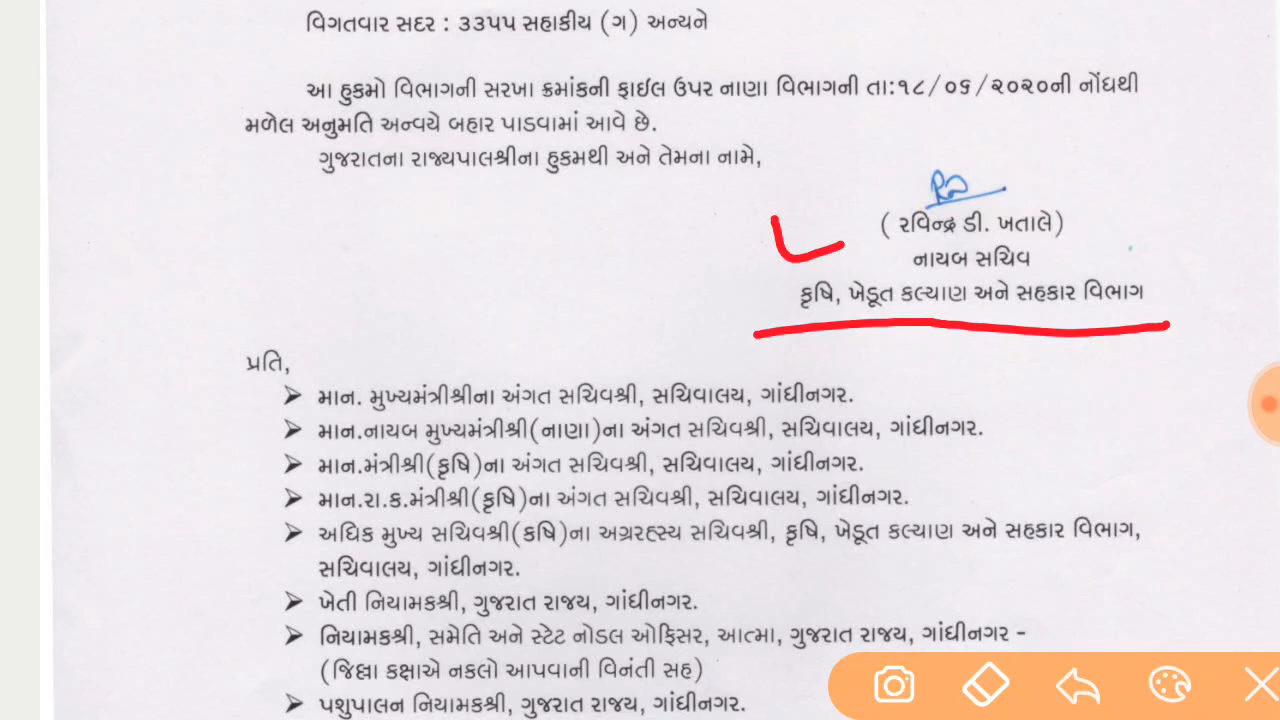 વિગતવાર સદર : ૩૩૫૫ સહાકીય (ગ) અન્યને
આ હુકમો વિભાગની સરખા ક્રમાંકની ફાઈલ ઉપર નાણા વિભાગની તા:૧૮/૦૬/૨૦૨૦ની નોંધથી
મળેલ અનુમતિ અન્વયે બહાર પાડવામાં આવે છે.
ગુજરાતના રાજ્યપાલશ્રીના હુકમથી અને તેમના નામે,
( રવિન્દ્ર ડી. ખતાલે)
નાયબ સચિવ
કૃષિ, ખેડૂત કલ્યાણ અને સહકાર વિભાગ
પ્રતિ,
➤ માન. મુખ્યમંત્રીશ્રીના અંગત સચિવશ્રી, સચિવાલય, ગાંધીનગર.
➤ માન.નાયબ મુખ્યમંત્રીશ્રી(નાણા)ના અંગત સચિવશ્રી, સચિવાલય, ગાંધીનગર.
➤ માન.મંત્રીશ્રી(કૃષિ)ના અંગત સચિવશ્રી, સચિવાલય, ગાંધીનગર.
➤ માન.રા.ક.મંત્રીશ્રી(કૃષિ)ના અંગત સચિવશ્રી, સચિવાલય, ગાંધીનગર.
➤ અધિક મુખ્ય સચિવશ્રી(કષિ)ના અગ્રરહસ્ય સચિવશ્રી, કૃષિ, ખેડૂત કલ્યાણ અને સહકાર વિભાગ,
સચિવાલય, ગાંધીનગર.
➤ ખેતી નિયામકશ્રી, ગુજરાત રાજય, ગાંધીનગર.
➤ નિયામકશ્રી, સમેતિ અને સ્ટેટ નોડલ ઓફિસર, આત્મા, ગુજરાત રાજય, ગાંધીનગર -
(જિલ્લા કક્ષાએ નકલો આપવાની વિનંતી સહ)
➤ પશુપાલન નિયામકશ્રી, ગુજરાત રાજય, ગાંધીનગર.